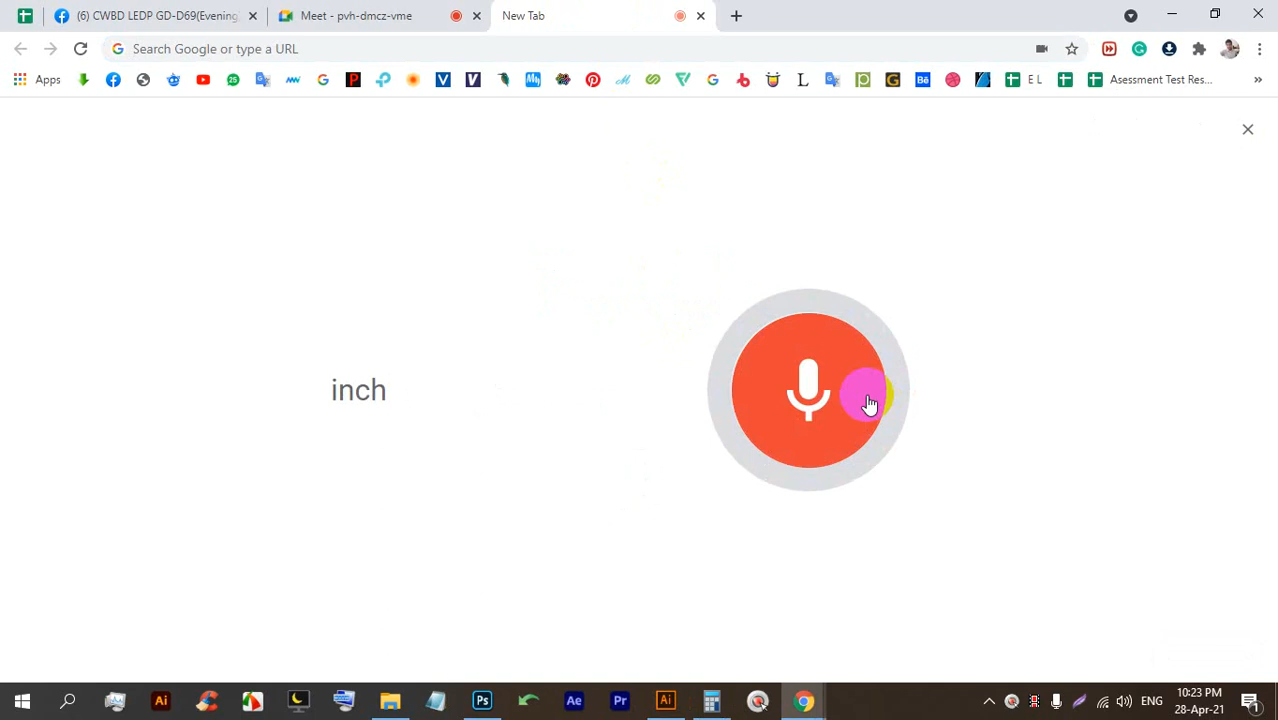 (6) CWBD LEDP GD-D69(Evening
Meet - pvh-dmcz-vme
New Tab
Search Google or type a URL
Apps
E L
Asessment Test Res...
inch
ENG
10:23 PM
28-Apr-21